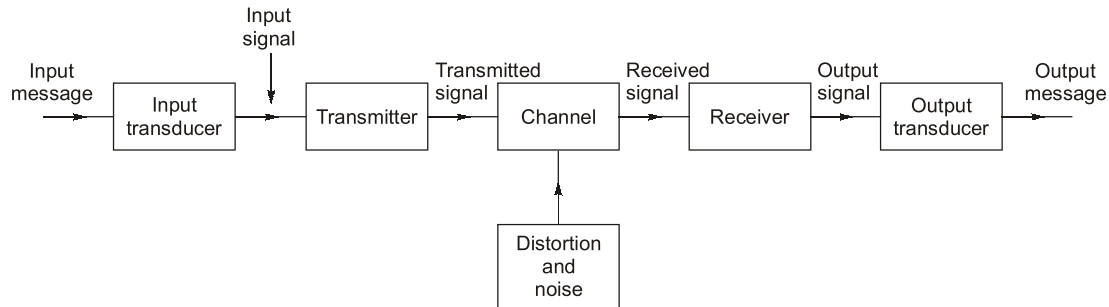 Input
signal
Input
message
Input
transducer
Transmitter
Transmitted
signal
Channel
Received
signal
Receiver
Output
signal
Output
transducer
Output
message
Distortion
and
noise